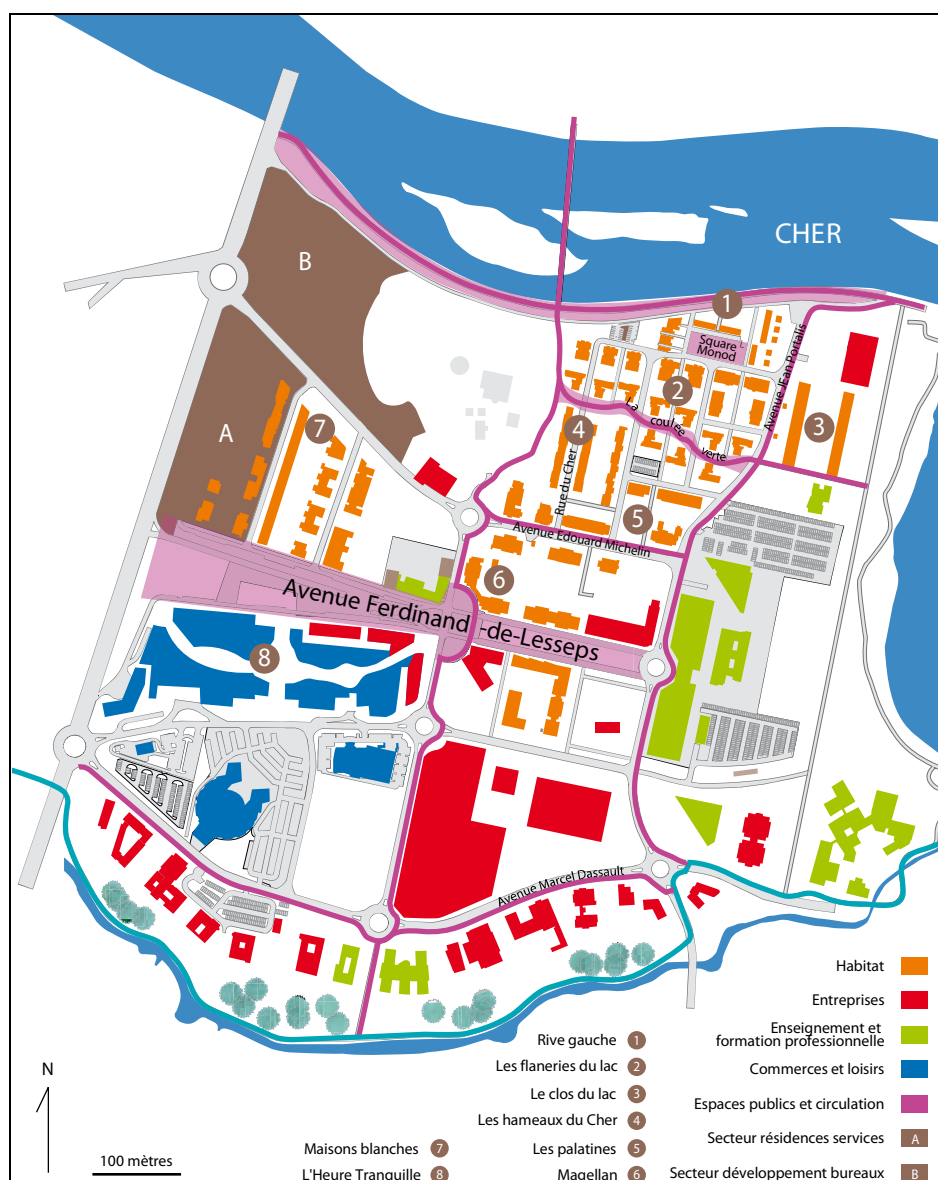 CHER
B
1
Square
Monod
Avenue JEan Portalis
2
A
7
4
3
La coulée verte
Rue du Cher
5
Avenue Edouard Michelin
6
Avenue Ferdinand-de-Lesseps
8
Avenue Marcel Dassault
Habitat
Entreprises
Enseignement et
formation professionnelle
Commerces et loisirs
Espaces publics et circulation
Secteur résidences services A
Secteur développement bureaux B
Rive gauche 1
Les flaneries du lac 2
Le clos du lac 3
Les hameaux du Cher 4
Les palatines 5
Magellan 6
Maisons blanches 7
L'Heure Tranquille 8
N
100 mètres